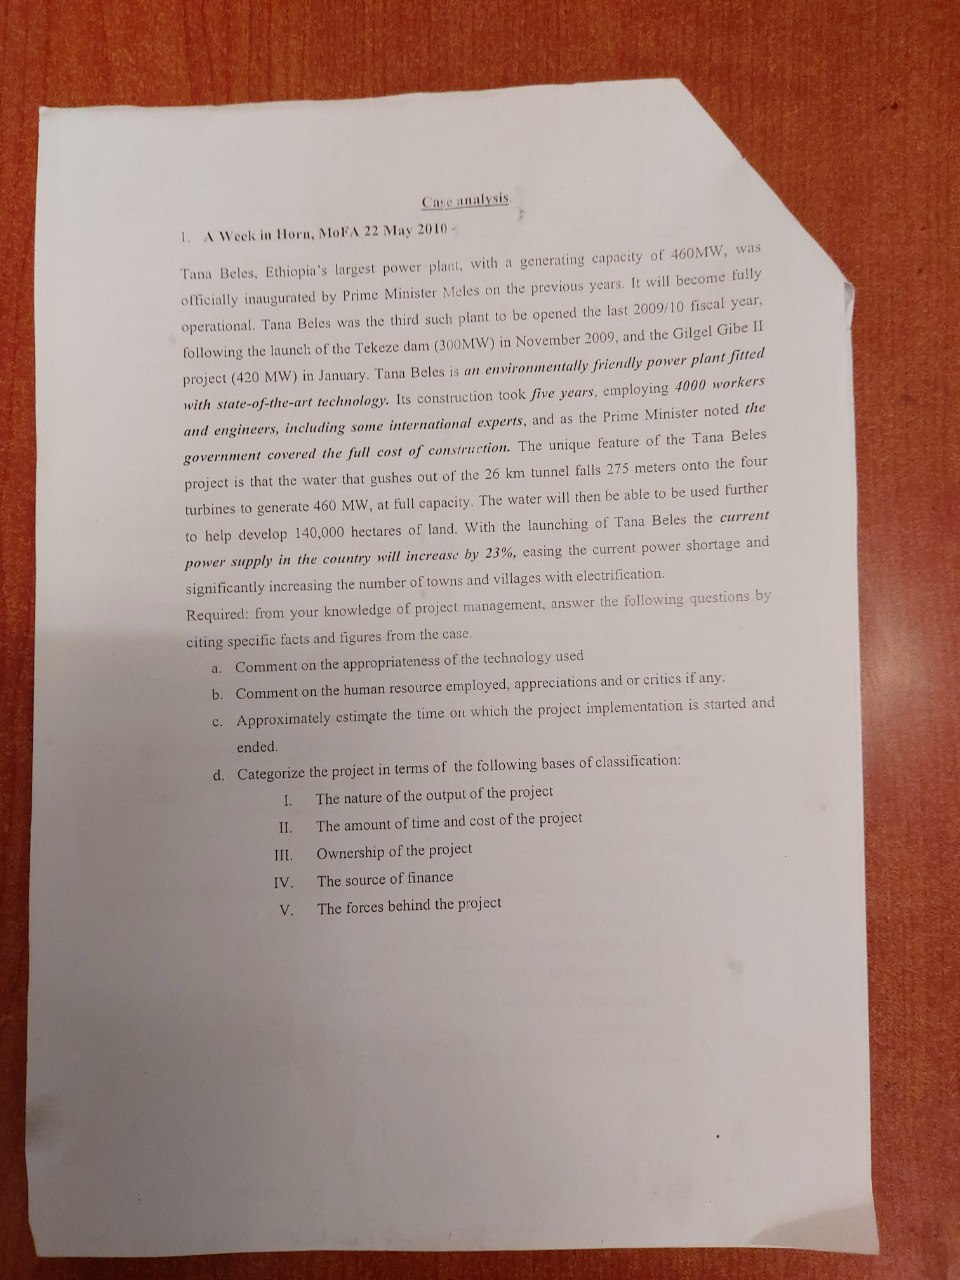 Case analysis
1. A Week in Horn, MoFA 22 May 2010 -
Tana Beles, Ethiopia's largest power plant, with a generating capacity of 460MW, was
officially inaugurated by Prime Minister Meles on the previous years. It will become fully
operational. Tana Beles was the third such plant to be opened the last 2009/10 fiscal year,
following the launch of the Tekeze dam (300MW) in November 2009, and the Gilgel Gibe II
project (420 MW) in January. Tana Beles is an environmentally friendly power plant fitted
with state-of-the-art technology. Its construction took five years, employing 4000 workers
and engineers, including some international experts, and as the Prime Minister noted the
government covered the full cost of construction. The unique feature of the Tana Beles
project is that the water that gushes out of the 26 km tunnel falls 275 meters onto the four
turbines to generate 460 MW, at full capacity. The water will then be able to be used further
to help develop 140,000 hectares of land. With the launching of Tana Beles the current
power supply in the country will increase by 23%, easing the current power shortage and
significantly increasing the number of towns and villages with electrification.
Required: from your knowledge of project management, answer the following questions by
citing specific facts and figures from the case.
a. Comment on the appropriateness of the technology used
b. Comment on the human resource employed, appreciations and or critics if any.
c. Approximately estimate the time on which the project implementation is started and
ended.
d. Categorize the project in terms of the following bases of classification:
I. The nature of the output of the project
II. The amount of time and cost of the project
III. Ownership of the project
IV. The source of finance
V. The forces behind the project